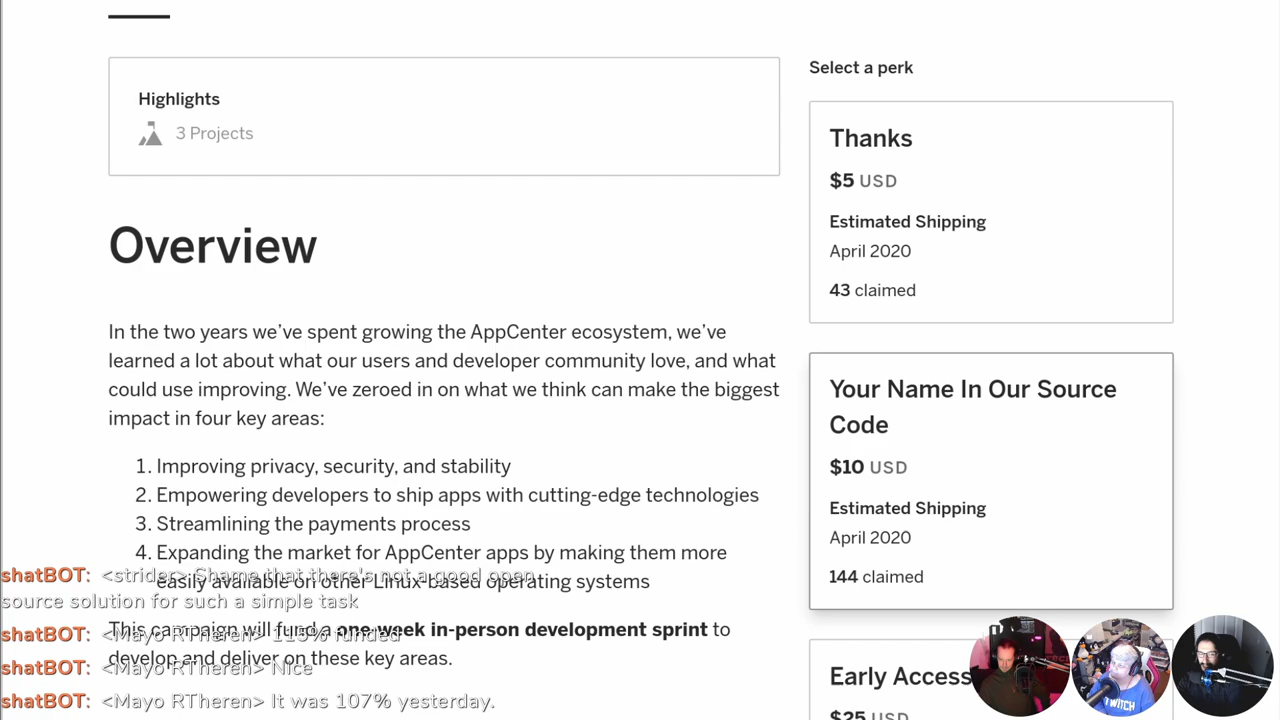 Highlights
3 Projects
Overview
In the two years we've spent growing the AppCenter ecosystem, we've
learned a lot about what our users and developer community love, and what
could use improving. We've zeroed in on what we think can make the biggest
impact in four key areas:
1. Improving privacy, security, and stability
2. Empowering developers to ship apps with cutting-edge technologies
3. Streamlining the payments process
4. Expanding the market for AppCenter apps by making them more
easily available on other Linux-based operating systems
This campaign will fund a one-week in-person development sprint to
develop and deliver on these key areas.
Select a perk
Thanks
$5 USD
Estimated Shipping
April 2020
43 claimed
Your Name In Our Source
Code
$10 USD
Estimated Shipping
April 2020
144 claimed
Early Access
$25 USD
shatBOT: <strider> Shame that there's not a good open
source solution for such a simple task
shatBOT: <Mayo RTheren> 113% funded
shatBOT: <Mayo RTheren> Nice
shatBOT: <Mayo RTheren> It was 107% yesterday.
TWITCH